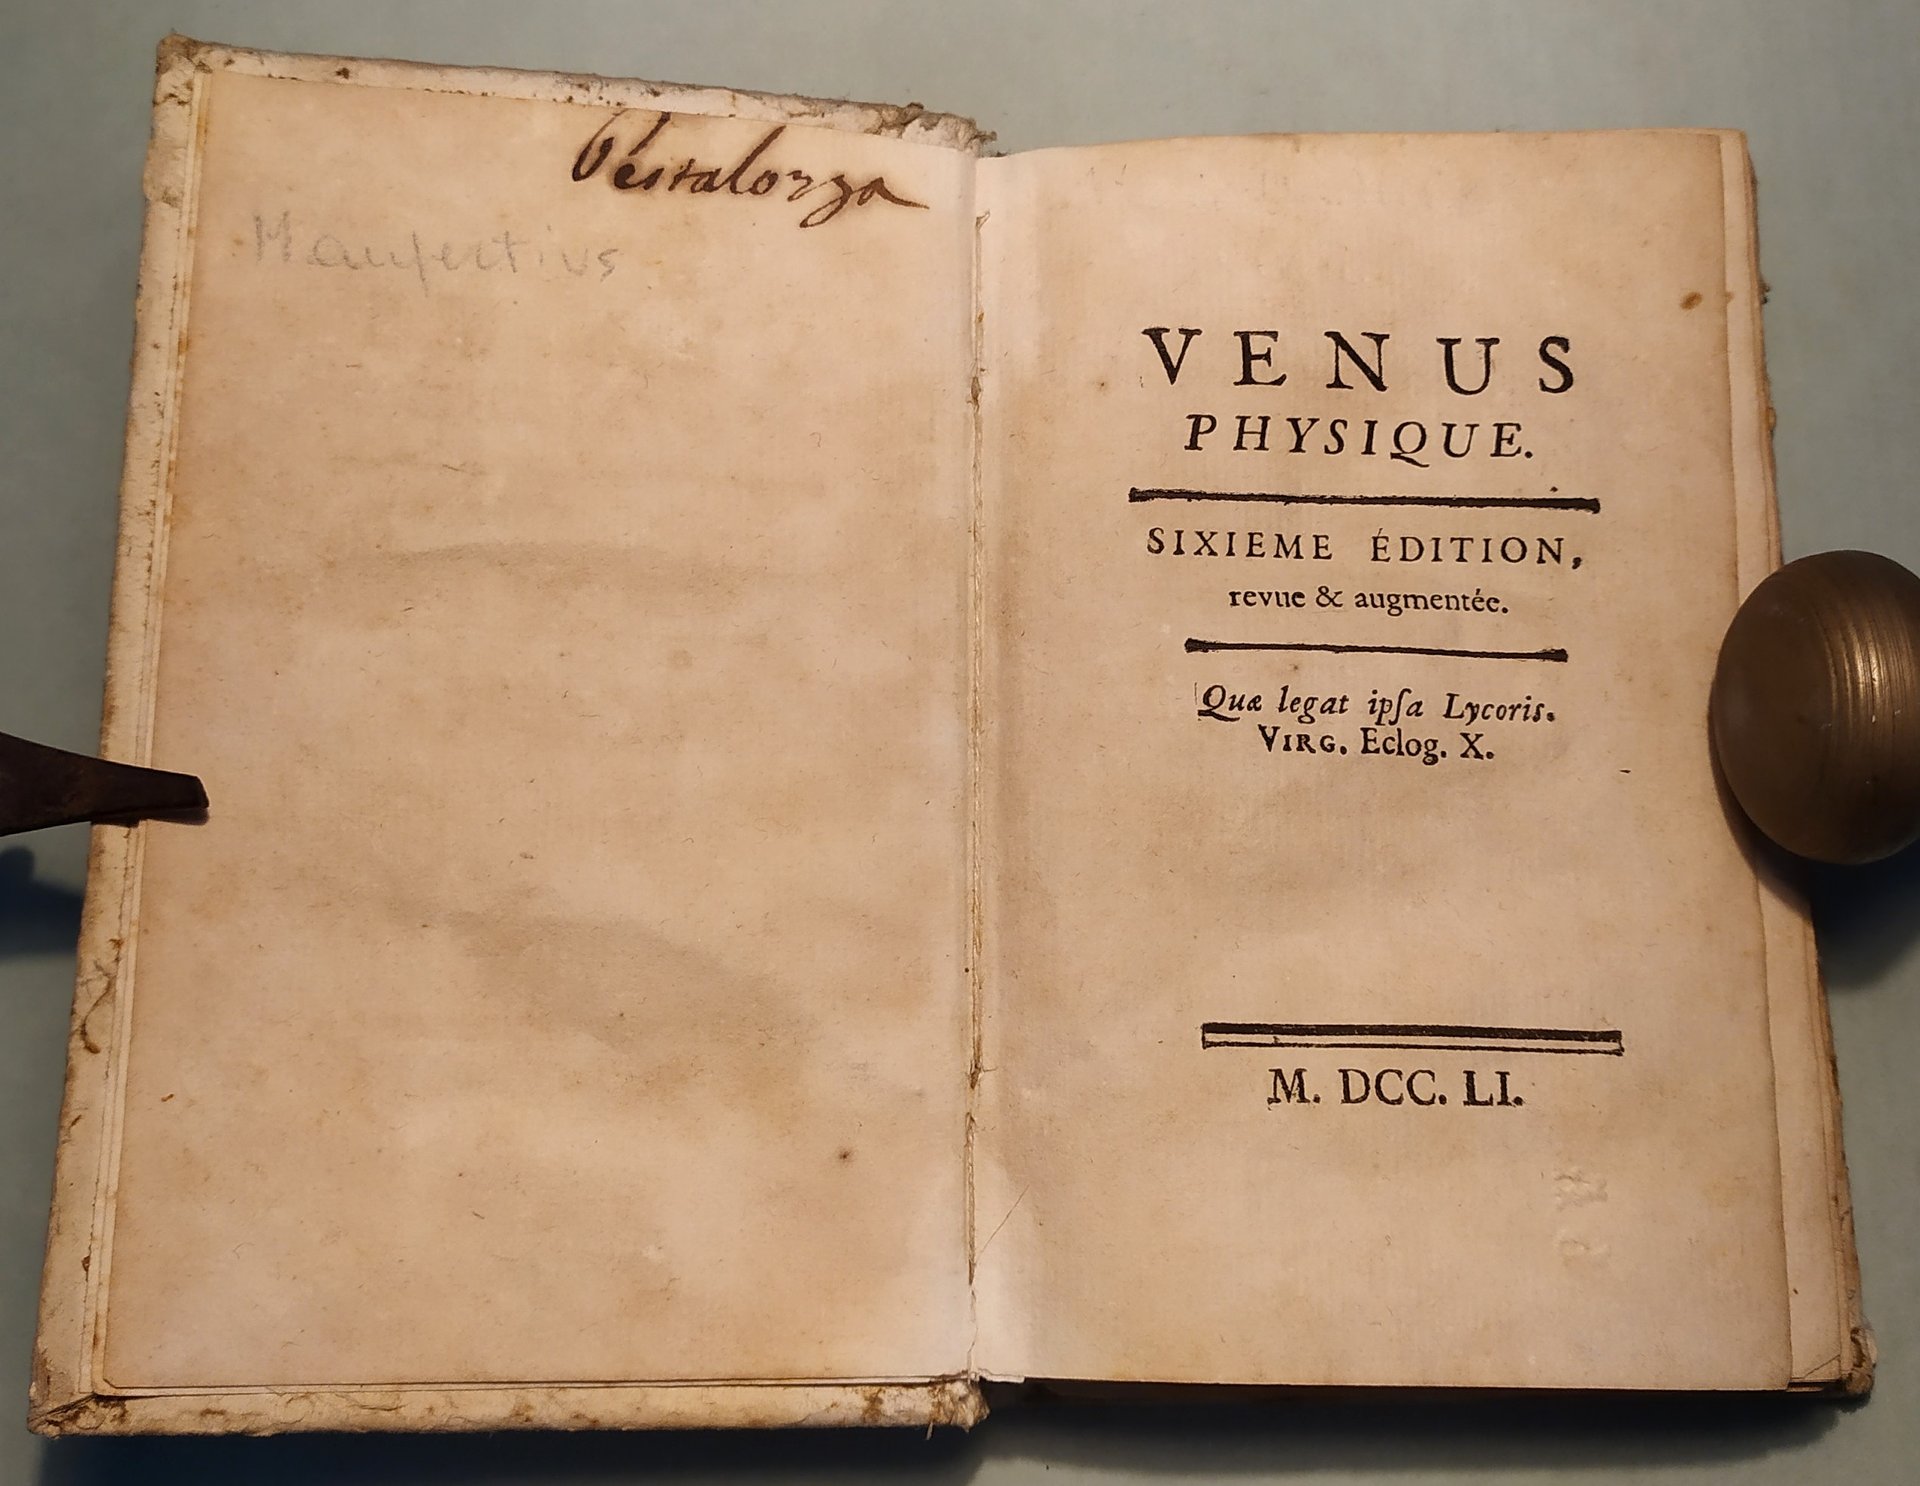 Pestalozza
Maupertius
VENUS
PHYSIQUE.
SIXIEME ÉDITION,
revue & augmentée.
Quæ legat ipſa Lycoris.
VIRG. Eclog. X.
M. DCC. LI.